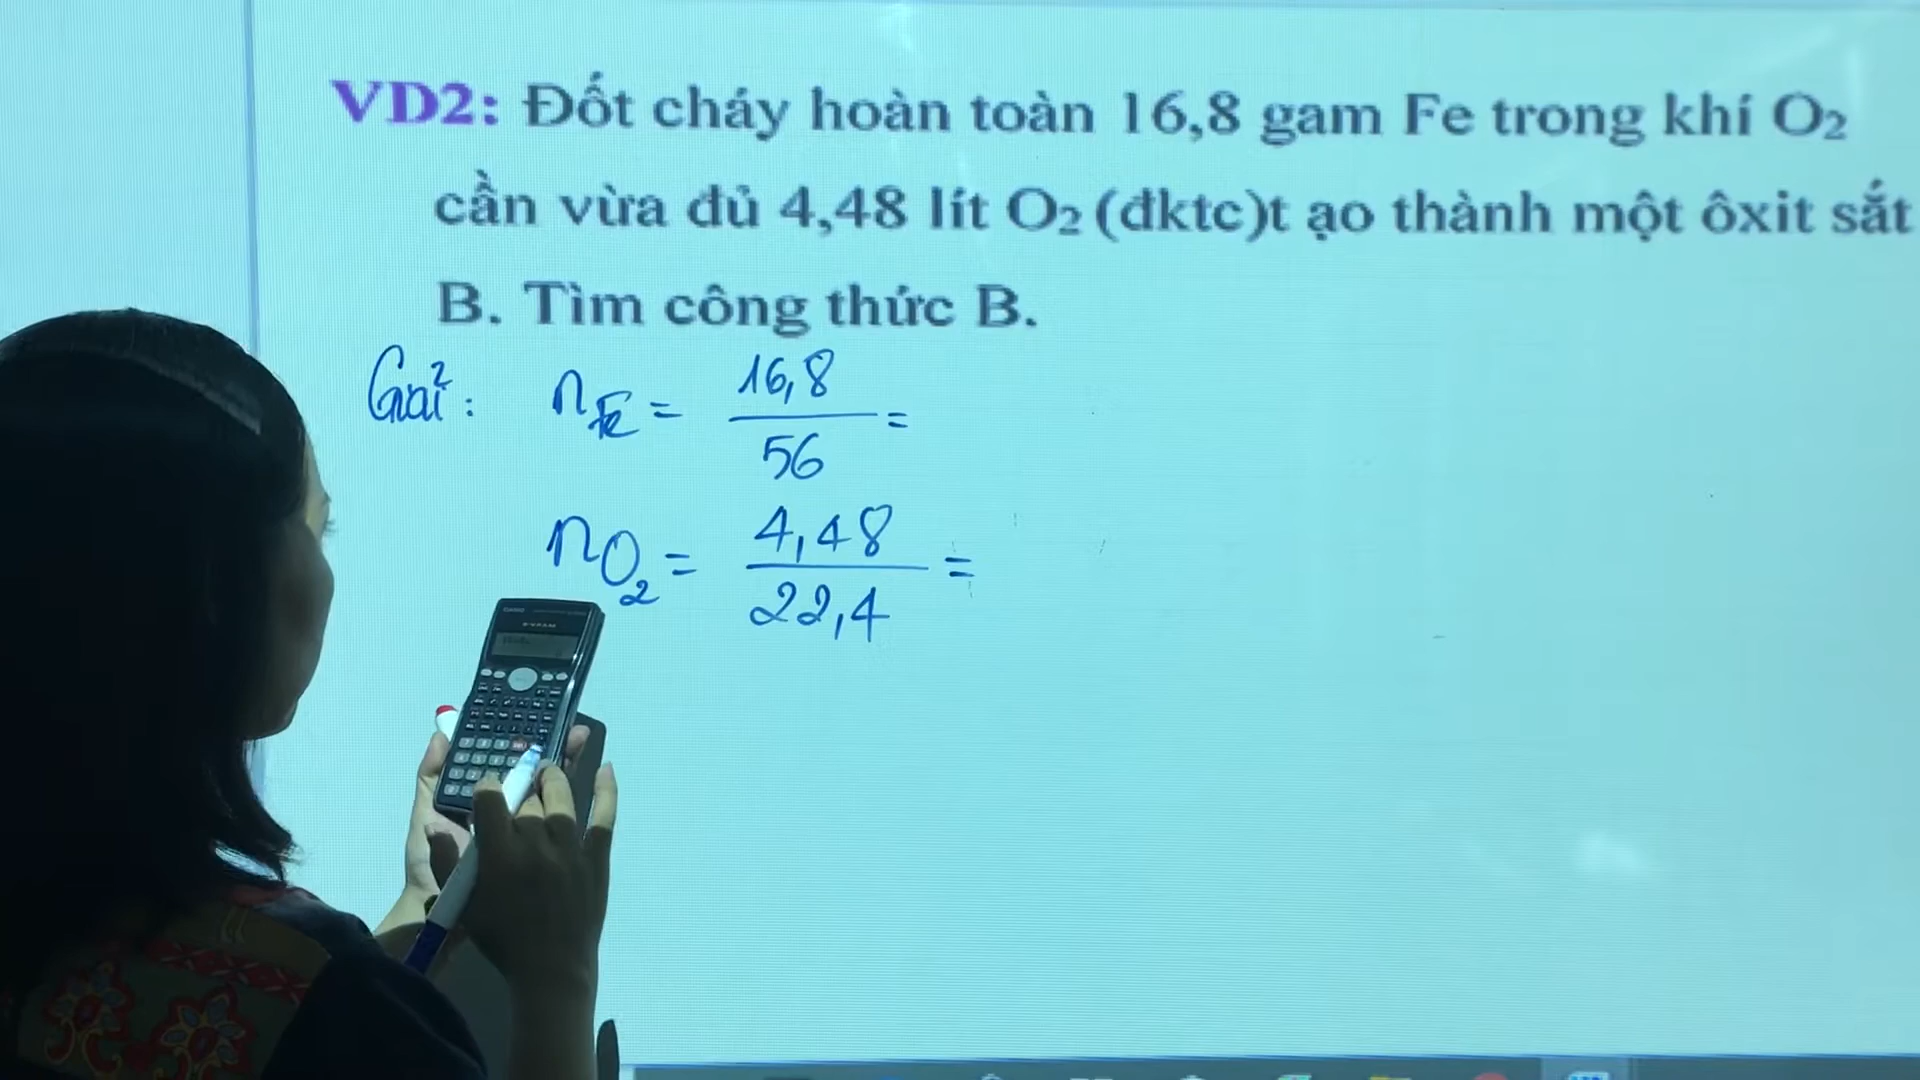 VD2: Đốt cháy hoàn toàn 16,8 gam Fe trong khí O₂
cần vừa đủ 4,48 lít O₂ (đktc)t ạo thành một ôxit sắt
B. Tìm công thức B.
Giải: nFe = 16,8 / 56 =
nO₂ = 4,48 / 22,4 =
CASIO